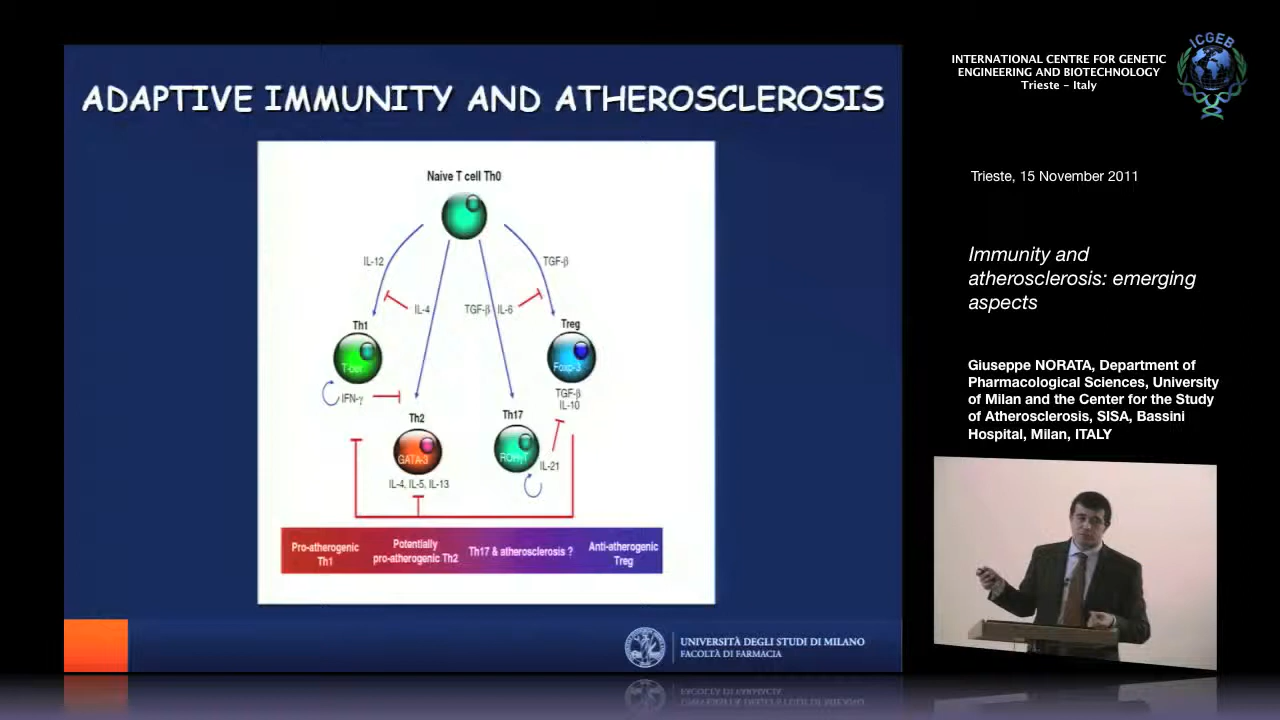 ADAPTIVE IMMUNITY AND ATHEROSCLEROSIS
Naive T cell Th0
IL-12
TGF-β
IL-4
TGF-β
IL-6
Th1
Treg
T-bet
Foxp-3
IFN-γ
TGF-β
IL-10
Th2
Th17
GATA-3
RORγT
IL-21
IL-4, IL-5, IL-13
Pro-atherogenic
Th1
Potentially
pro-atherogenic Th2
Th17 & atherosclerosis ?
Anti-atherogenic
Treg
UNIVERSITÀ DEGLI STUDI DI MILANO
FACOLTÀ DI FARMACIA
INTERNATIONAL CENTRE FOR GENETIC
ENGINEERING AND BIOTECHNOLOGY
Trieste – Italy
ICGEB
Trieste, 15 November 2011
Immunity and
atherosclerosis: emerging
aspects
Giuseppe NORATA, Department of
Pharmacological Sciences, University
of Milan and the Center for the Study
of Atherosclerosis, SISA, Bassini
Hospital, Milan, ITALY